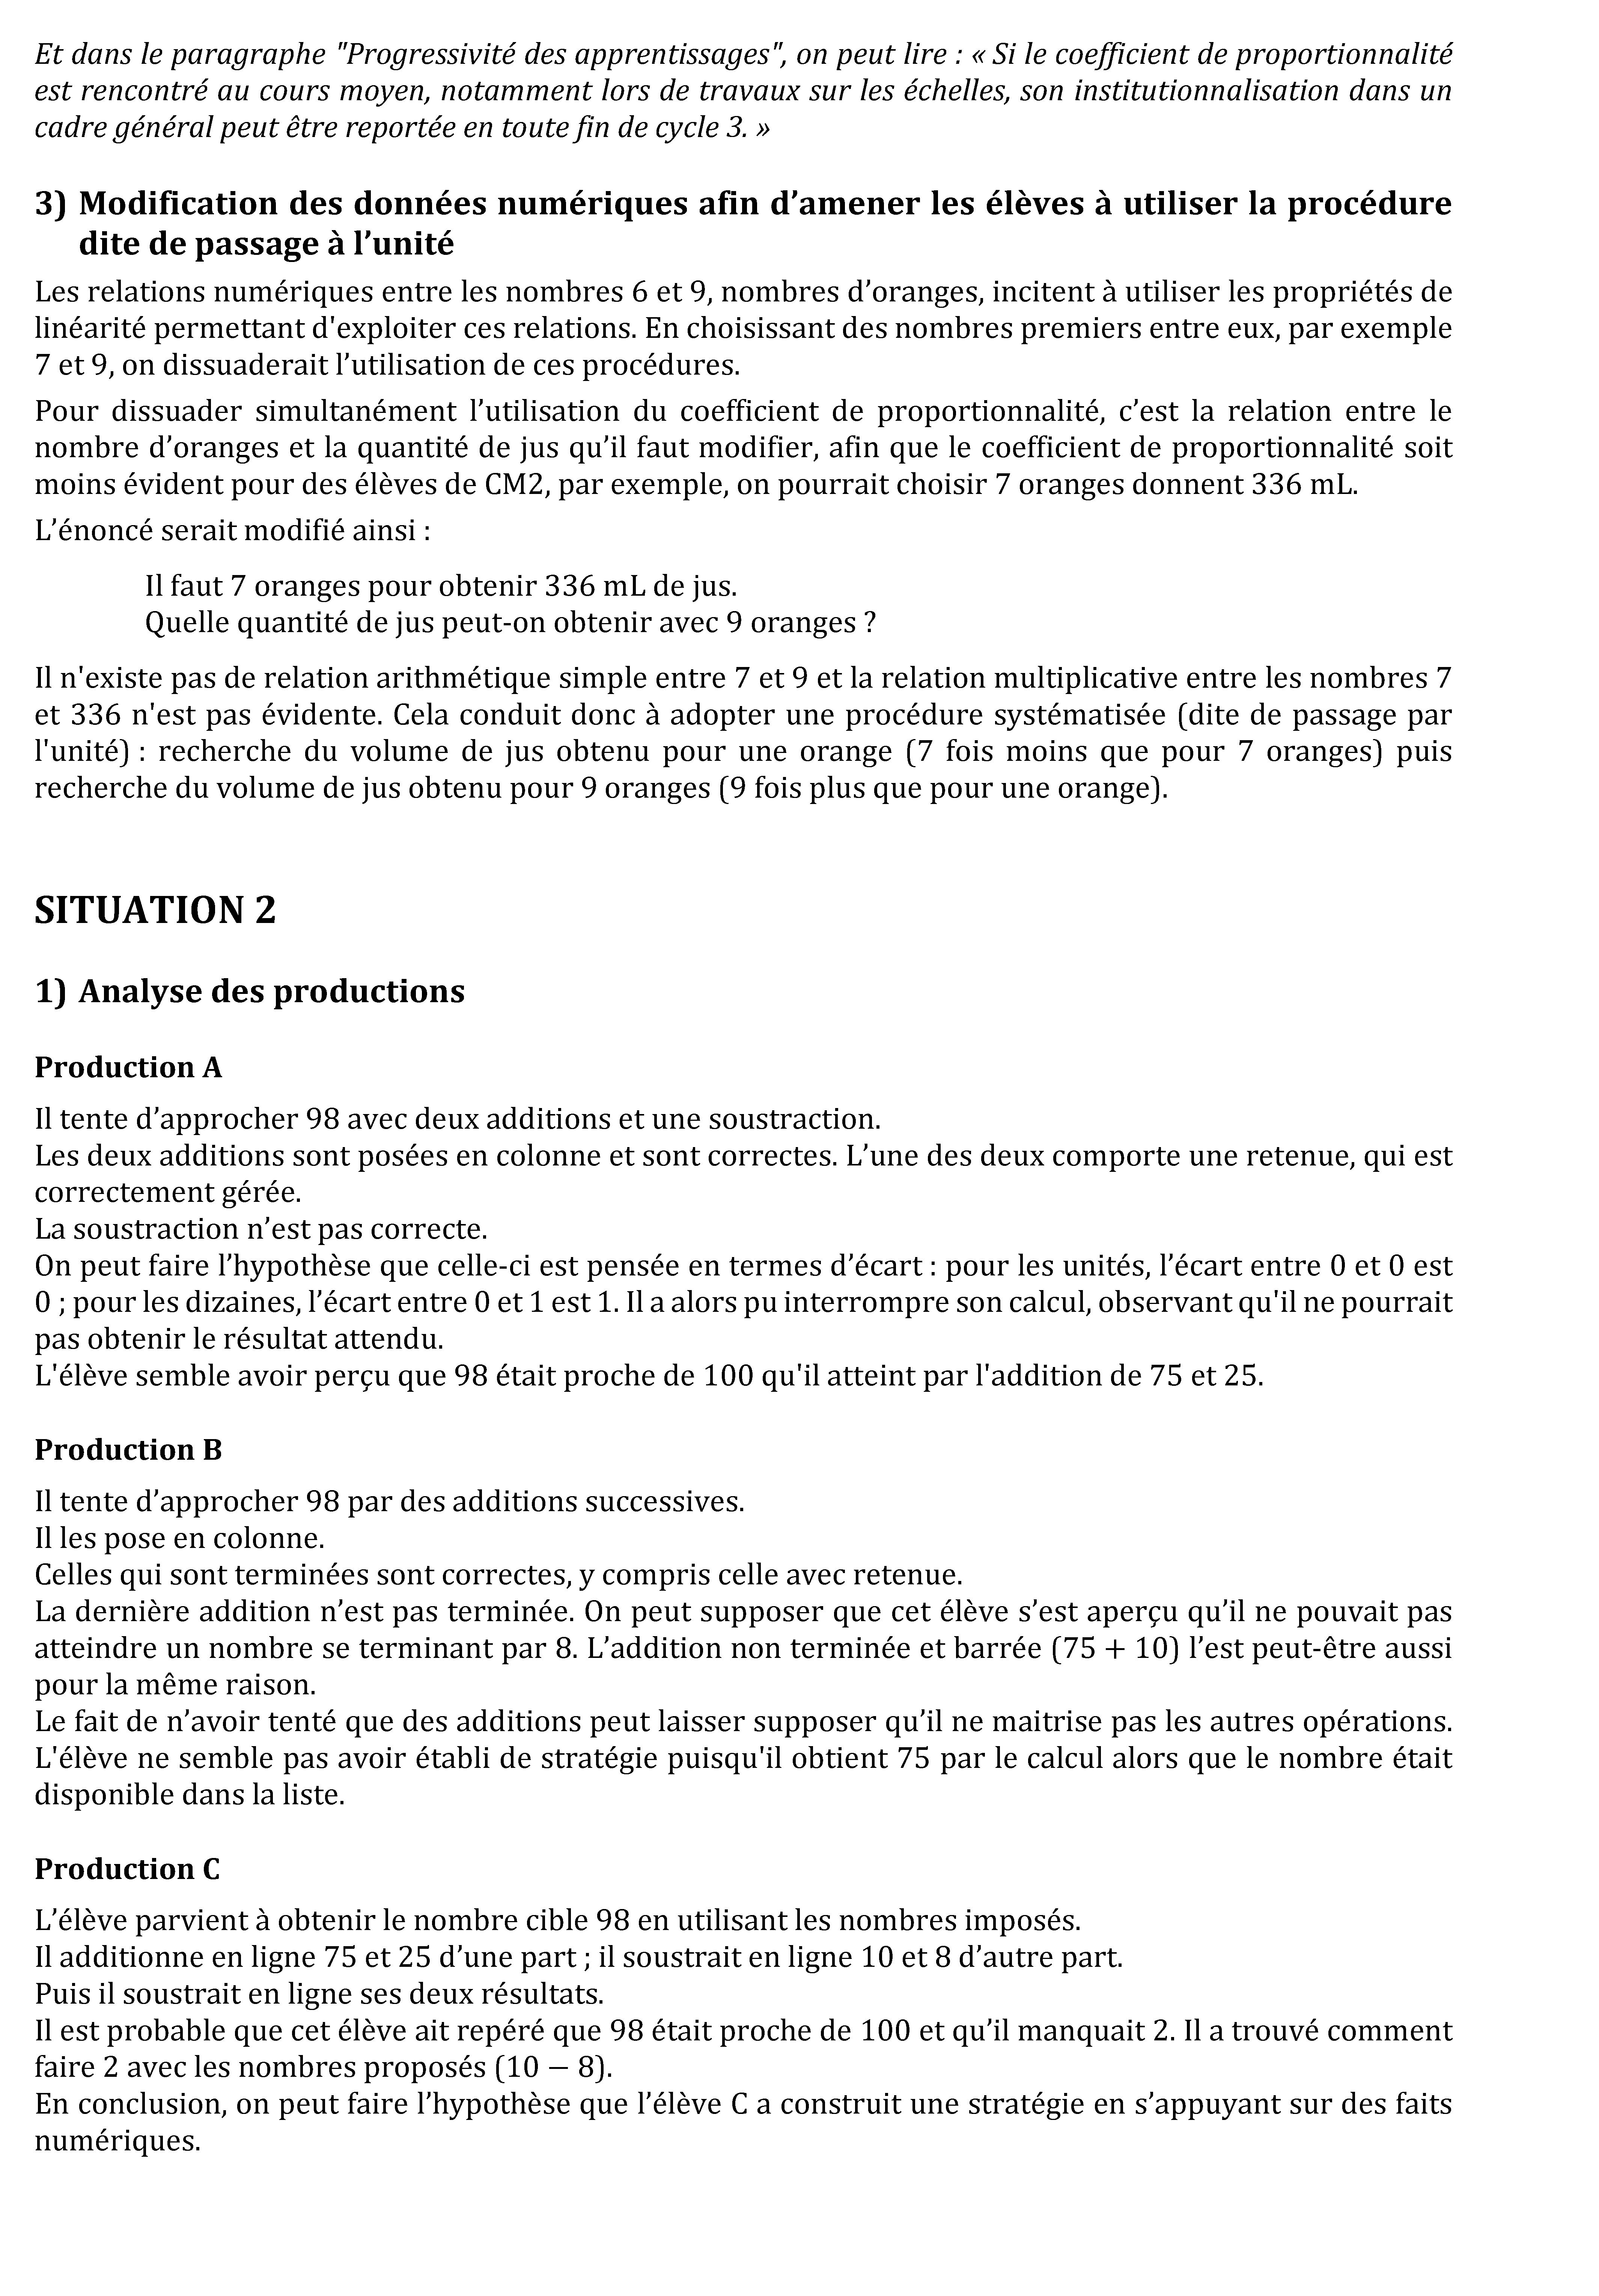 Et dans le paragraphe "Progressivité des apprentissages", on peut lire : « Si le coefficient de proportionnalité
est rencontré au cours moyen, notamment lors de travaux sur les échelles, son institutionnalisation dans un
cadre général peut être reportée en toute fin de cycle 3. »
3) Modification des données numériques afin d’amener les élèves à utiliser la procédure
dite de passage à l’unité
Les relations numériques entre les nombres 6 et 9, nombres d’oranges, incitent à utiliser les propriétés de
linéarité permettant d'exploiter ces relations. En choisissant des nombres premiers entre eux, par exemple
7 et 9, on dissuaderait l’utilisation de ces procédures.
Pour dissuader simultanément l’utilisation du coefficient de proportionnalité, c’est la relation entre le
nombre d’oranges et la quantité de jus qu’il faut modifier, afin que le coefficient de proportionnalité soit
moins évident pour des élèves de CM2, par exemple, on pourrait choisir 7 oranges donnent 336 mL.
L’énoncé serait modifié ainsi :
Il faut 7 oranges pour obtenir 336 mL de jus.
Quelle quantité de jus peut-on obtenir avec 9 oranges ?
Il n'existe pas de relation arithmétique simple entre 7 et 9 et la relation multiplicative entre les nombres 7
et 336 n'est pas évidente. Cela conduit donc à adopter une procédure systématisée (dite de passage par
l'unité) : recherche du volume de jus obtenu pour une orange (7 fois moins que pour 7 oranges) puis
recherche du volume de jus obtenu pour 9 oranges (9 fois plus que pour une orange).
SITUATION 2
1) Analyse des productions
Production A
Il tente d’approcher 98 avec deux additions et une soustraction.
Les deux additions sont posées en colonne et sont correctes. L’une des deux comporte une retenue, qui est
correctement gérée.
La soustraction n’est pas correcte.
On peut faire l’hypothèse que celle-ci est pensée en termes d’écart : pour les unités, l’écart entre 0 et 0 est
0 ; pour les dizaines, l’écart entre 0 et 1 est 1. Il a alors pu interrompre son calcul, observant qu'il ne pourrait
pas obtenir le résultat attendu.
L'élève semble avoir perçu que 98 était proche de 100 qu'il atteint par l'addition de 75 et 25.
Production B
Il tente d’approcher 98 par des additions successives.
Il les pose en colonne.
Celles qui sont terminées sont correctes, y compris celle avec retenue.
La dernière addition n’est pas terminée. On peut supposer que cet élève s’est aperçu qu’il ne pouvait pas
atteindre un nombre se terminant par 8. L’addition non terminée et barrée (75 + 10) l’est peut-être aussi
pour la même raison.
Le fait de n’avoir tenté que des additions peut laisser supposer qu’il ne maitrise pas les autres opérations.
L'élève ne semble pas avoir établi de stratégie puisqu'il obtient 75 par le calcul alors que le nombre était
disponible dans la liste.
Production C
L’élève parvient à obtenir le nombre cible 98 en utilisant les nombres imposés.
Il additionne en ligne 75 et 25 d’une part ; il soustrait en ligne 10 et 8 d’autre part.
Puis il soustrait en ligne ses deux résultats.
Il est probable que cet élève ait repéré que 98 était proche de 100 et qu’il manquait 2. Il a trouvé comment
faire 2 avec les nombres proposés (10 − 8).
En conclusion, on peut faire l’hypothèse que l’élève C a construit une stratégie en s’appuyant sur des faits
numériques.